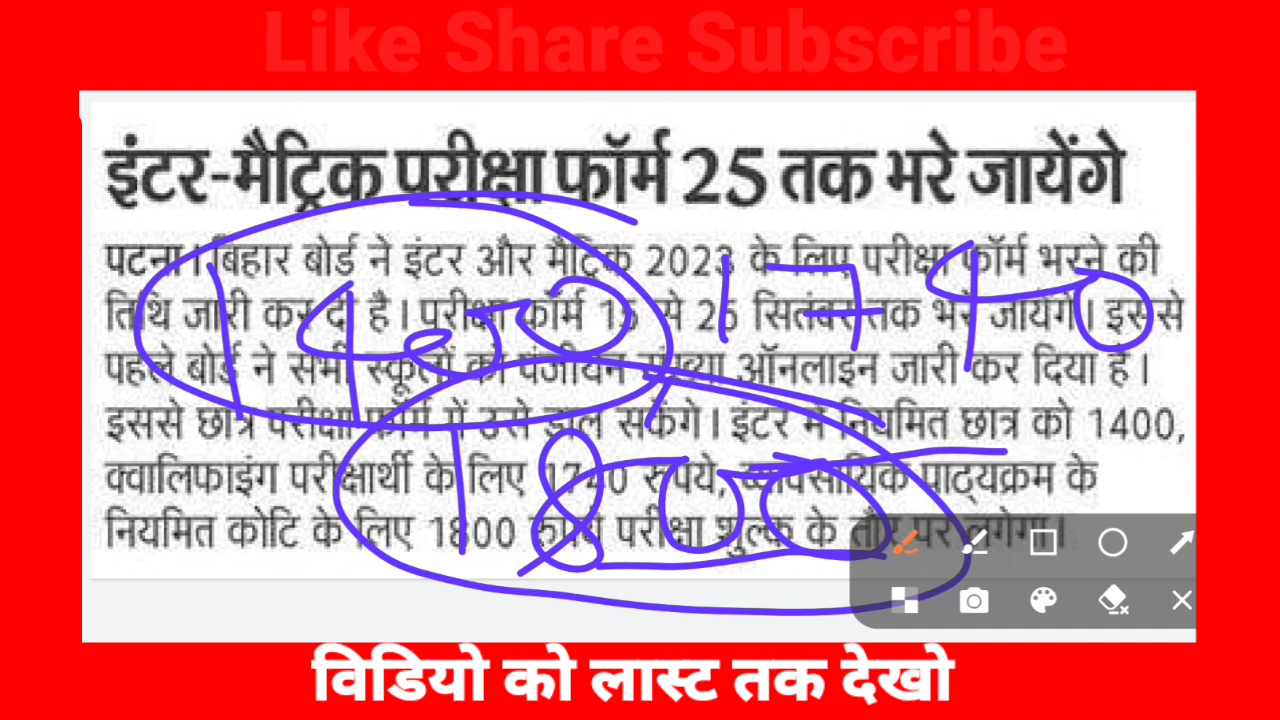 Like Share Subscribe
इंटर-मैट्रिक परीक्षा फॉर्म 25 तक भरे जायेंगे
पटना। बिहार बोर्ड ने इंटर और मैट्रिक 2023 के लिए परीक्षा फॉर्म भरने की
तिथि जारी कर दी है। परीक्षा फॉर्म 15 से 25 सितंबर तक भरे जायेंगे। इससे
पहले बोर्ड ने सभी स्कूलों को पंजीयन संख्या ऑनलाइन जारी कर दिया है।
इससे छात्र परीक्षा फॉर्म में उसे डाल सकेंगे। इंटर में नियमित छात्र को 1400,
क्वालिफाइंग परीक्षार्थी के लिए 1740 रुपये, व्यावसायिक पाठ्यक्रम के
नियमित कोटि के लिए 1800 रुपये परीक्षा शुल्क के तौर पर लगेगा।
1400
1740
1800
विडियो को लास्ट तक देखो